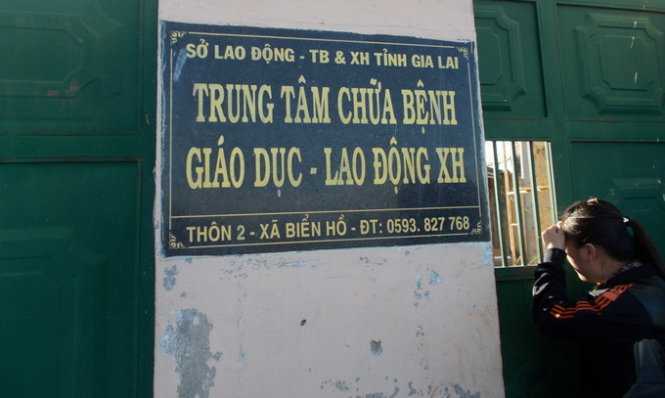 SỞ LAO ĐỘNG - TB & XH TỈNH GIA LAI
TRUNG TÂM CHỮA BỆNH
GIÁO DỤC - LAO ĐỘNG XH
THÔN 2 - XÃ BIỂN HỒ - ĐT: 0593. 827 768